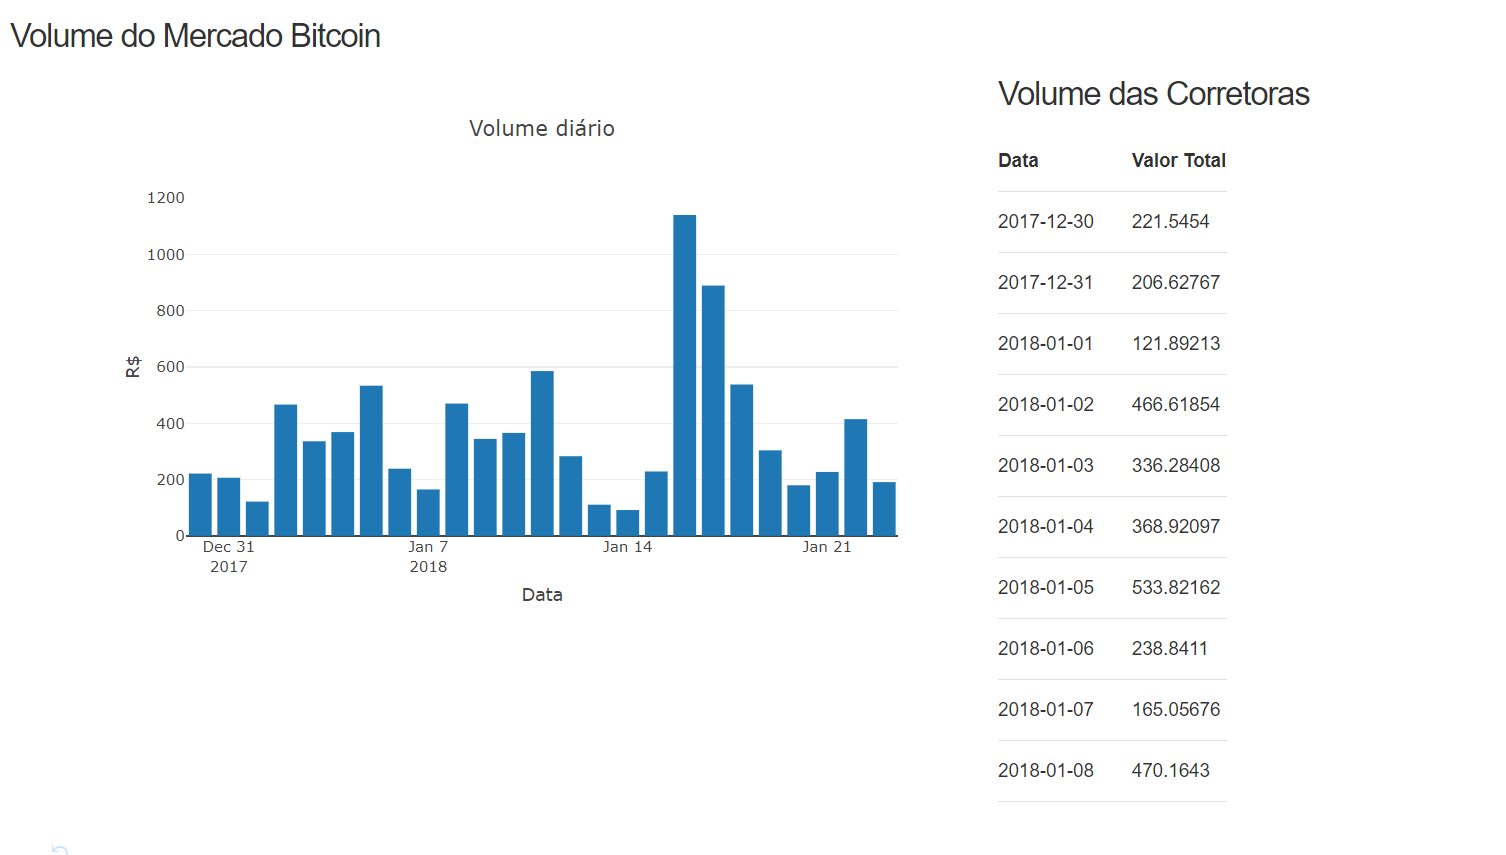 Volume do Mercado Bitcoin
Volume diário
1200
1000
800
600
400
200
0
R$
Dec 31 Jan 7 Jan 14 Jan 21
2017 2018
Data
Volume das Corretoras
Data Valor Total
2017-12-30 221.5454
2017-12-31 206.62767
2018-01-01 121.89213
2018-01-02 466.61854
2018-01-03 336.28408
2018-01-04 368.92097
2018-01-05 533.82162
2018-01-06 238.8411
2018-01-07 165.05676
2018-01-08 470.1643